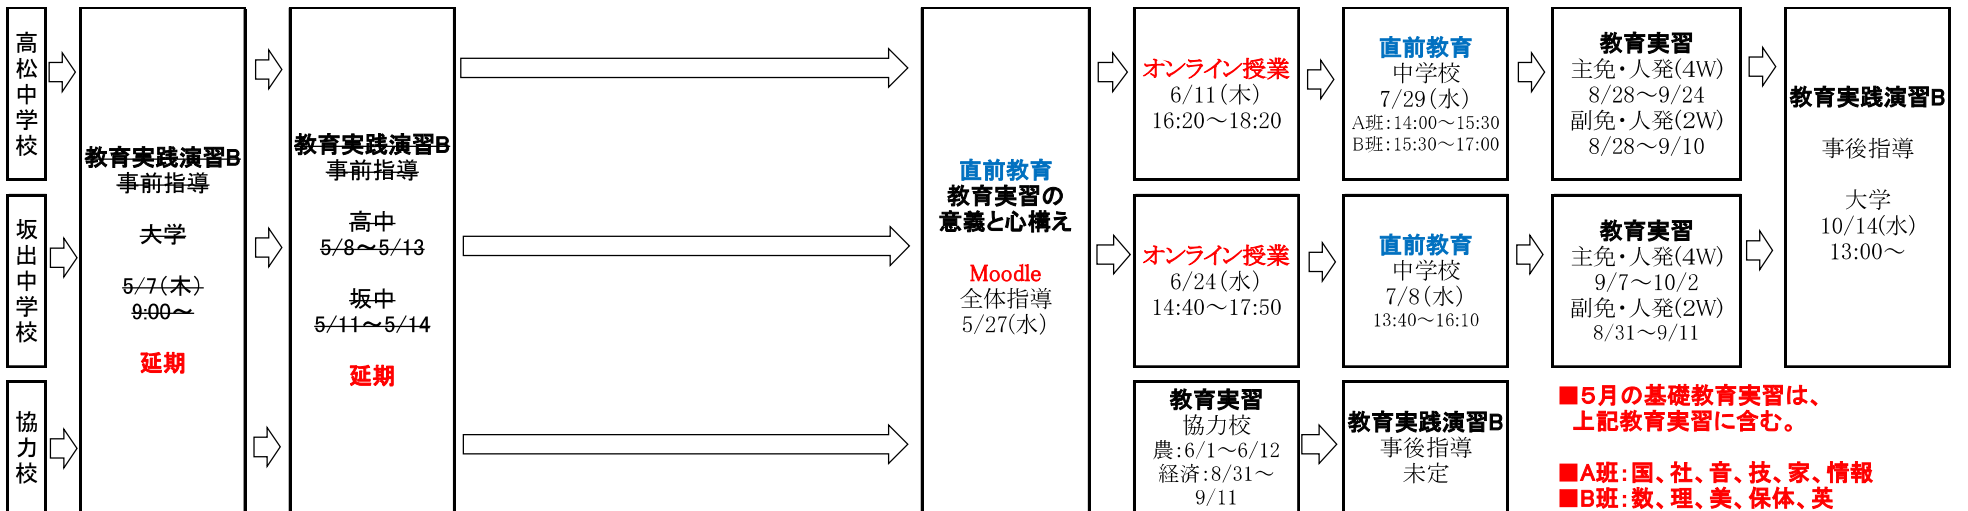 高松中学校
教育実践演習B
事前指導
大学
5/7(木)
9:00～
延期
教育実践演習B
事前指導
高中
5/8～5/13
坂中
5/11～5/14
延期
直前教育
教育実習の
意義と心構え
Moodle
全体指導
5/27(水)
オンライン授業
6/11(木)
16:20～18:20
直前教育
中学校
7/29(水)
A班:14:00～15:30
B班:15:30～17:00
教育実習
主免・人発(4W)
8/28～9/24
副免・人発(2W)
8/28～9/10
教育実践演習B
事後指導
大学
10/14(水)
13:00～
坂出中学校
オンライン授業
6/24(水)
14:40～17:50
直前教育
中学校
7/8(水)
13:40～16:10
教育実習
主免・人発(4W)
9/7～10/2
副免・人発(2W)
8/31～9/11
協力校
教育実習
協力校
農:6/1～6/12
経済:8/31～
9/11
教育実践演習B
事後指導
未定
■5月の基礎教育実習は、
上記教育実習に含む。
■A班:国、社、音、技、家、情報
■B班:数、理、美、保体、英